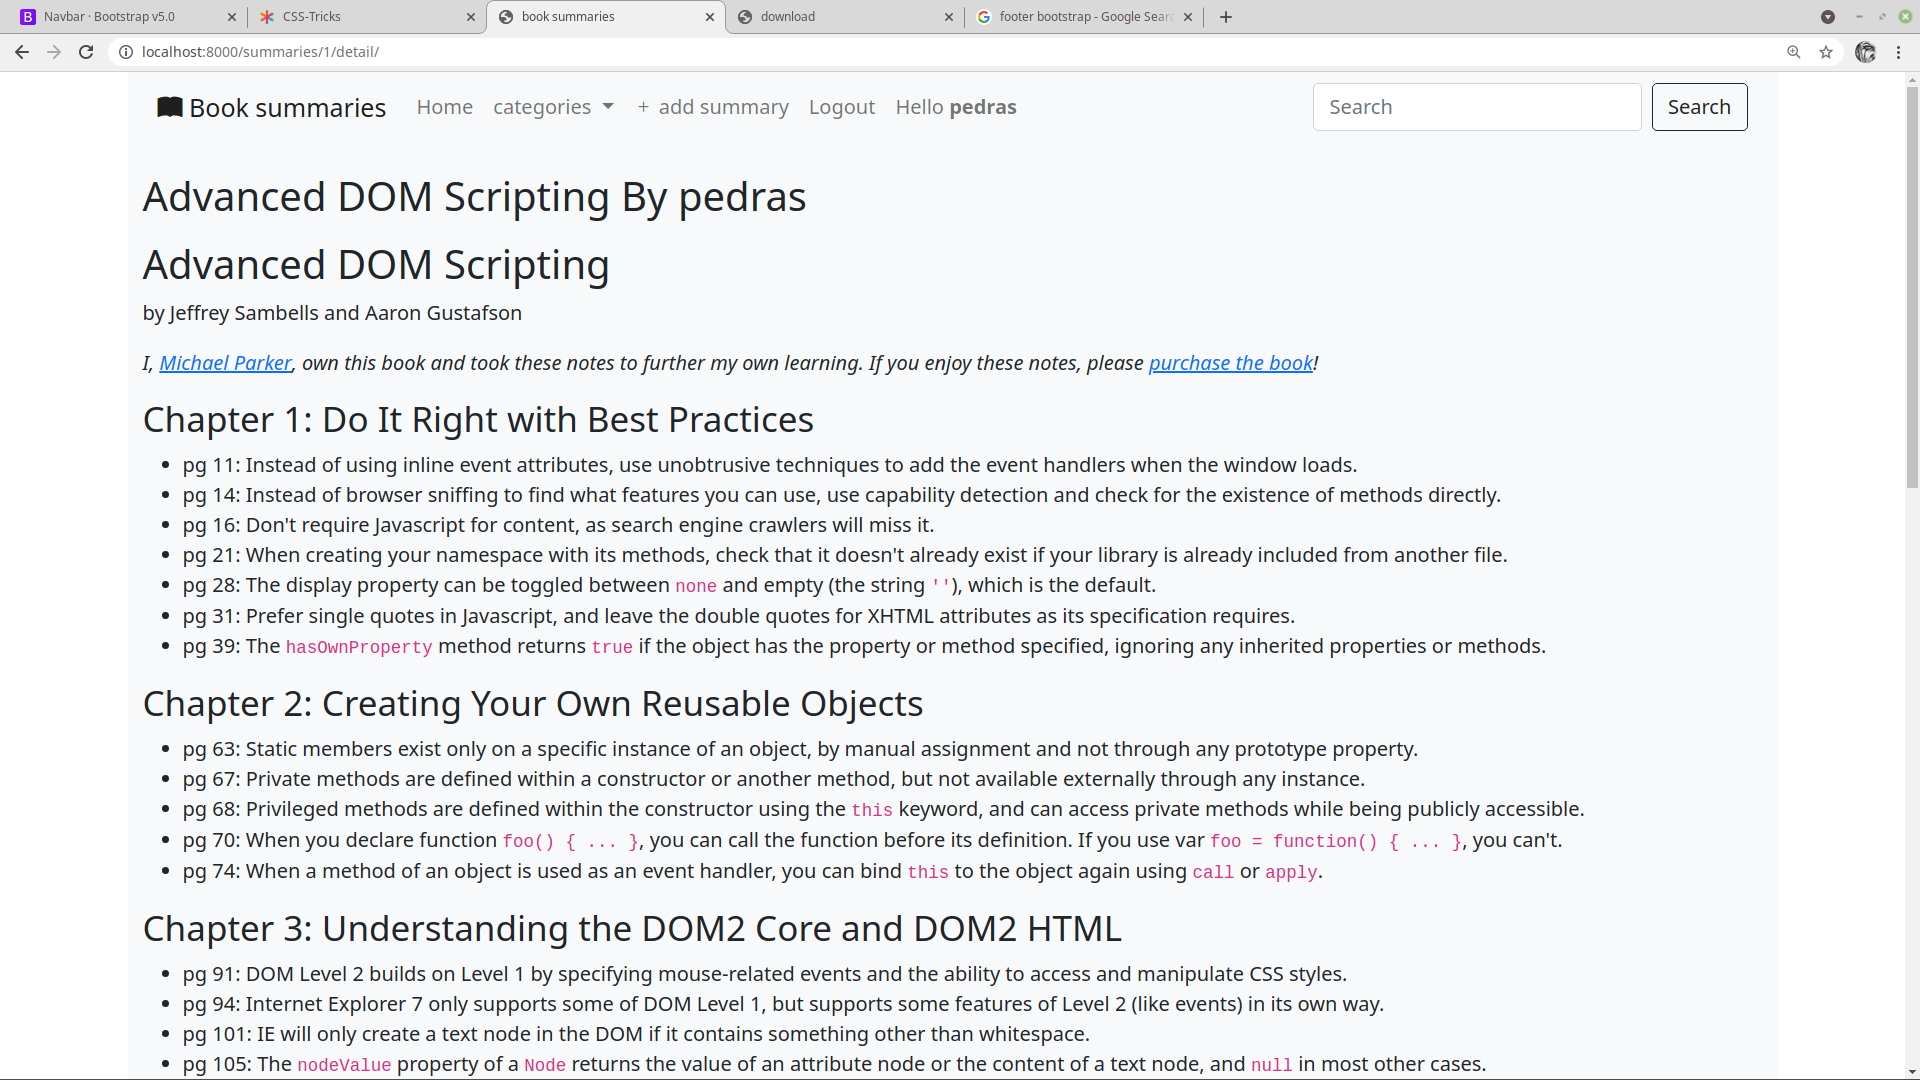 Navbar · Bootstrap v5.0
CSS-Tricks
book summaries
download
footer bootstrap - Google Sear
localhost:8000/summaries/1/detail/
Book summaries Home categories + add summary Logout Hello pedras Search Search
Advanced DOM Scripting By pedras
Advanced DOM Scripting
by Jeffrey Sambells and Aaron Gustafson
I, Michael Parker, own this book and took these notes to further my own learning. If you enjoy these notes, please purchase the book!
Chapter 1: Do It Right with Best Practices
• pg 11: Instead of using inline event attributes, use unobtrusive techniques to add the event handlers when the window loads.
• pg 14: Instead of browser sniffing to find what features you can use, use capability detection and check for the existence of methods directly.
• pg 16: Don't require Javascript for content, as search engine crawlers will miss it.
• pg 21: When creating your namespace with its methods, check that it doesn't already exist if your library is already included from another file.
• pg 28: The display property can be toggled between none and empty (the string ''), which is the default.
• pg 31: Prefer single quotes in Javascript, and leave the double quotes for XHTML attributes as its specification requires.
• pg 39: The hasOwnProperty method returns true if the object has the property or method specified, ignoring any inherited properties or methods.
Chapter 2: Creating Your Own Reusable Objects
• pg 63: Static members exist only on a specific instance of an object, by manual assignment and not through any prototype property.
• pg 67: Private methods are defined within a constructor or another method, but not available externally through any instance.
• pg 68: Privileged methods are defined within the constructor using the this keyword, and can access private methods while being publicly accessible.
• pg 70: When you declare function foo() { ... }, you can call the function before its definition. If you use var foo = function() { ... }, you can't.
• pg 74: When a method of an object is used as an event handler, you can bind this to the object again using call or apply.
Chapter 3: Understanding the DOM2 Core and DOM2 HTML
• pg 91: DOM Level 2 builds on Level 1 by specifying mouse-related events and the ability to access and manipulate CSS styles.
• pg 94: Internet Explorer 7 only supports some of DOM Level 1, but supports some features of Level 2 (like events) in its own way.
• pg 101: IE will only create a text node in the DOM if it contains something other than whitespace.
• pg 105: The nodeValue property of a Node returns the value of an attribute node or the content of a text node, and null in most other cases.